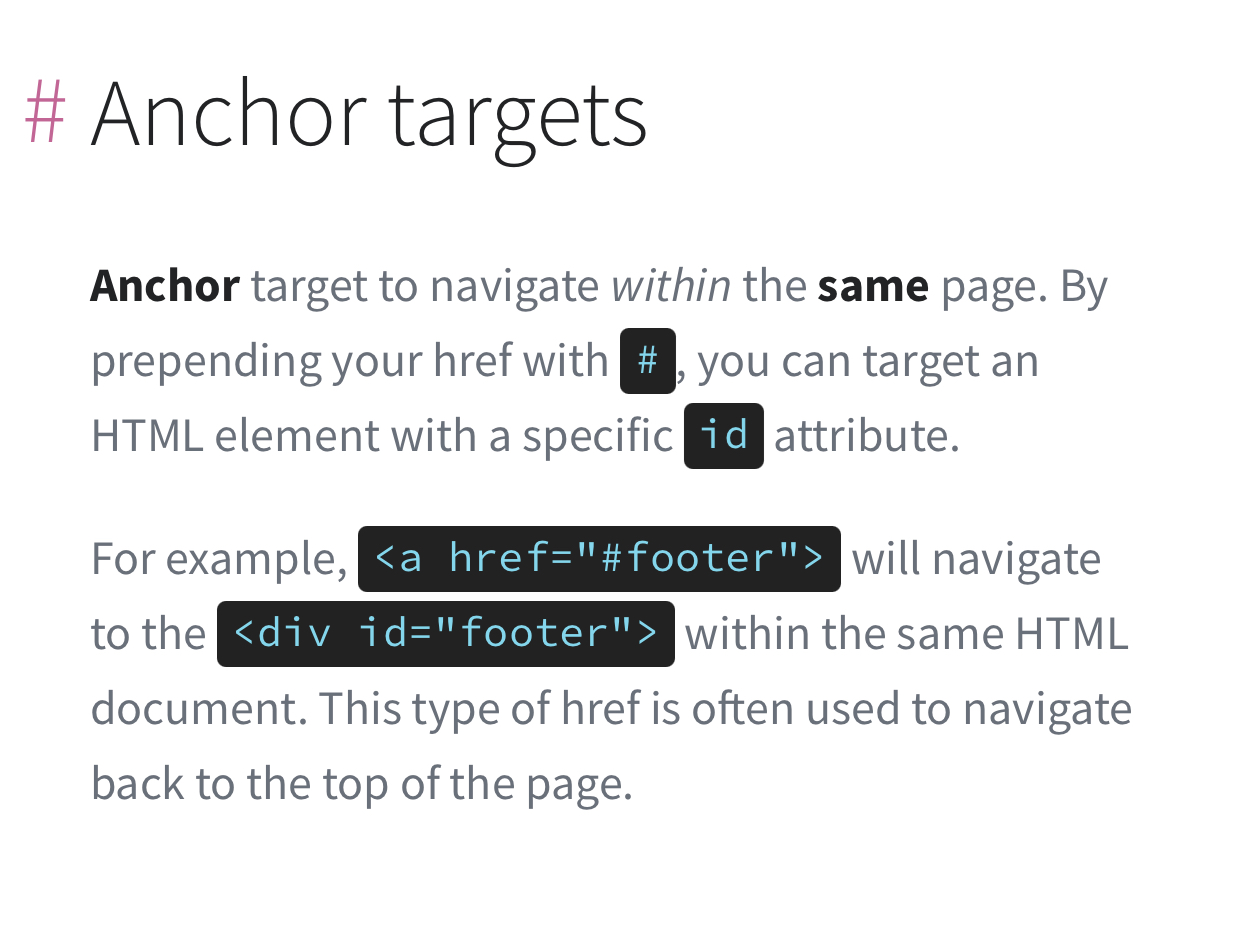 # Anchor targets
Anchor target to navigate within the same page. By
prepending your href with #, you can target an
HTML element with a specific id attribute.
For example, <a href="#footer"> will navigate
to the <div id="footer"> within the same HTML
document. This type of href is often used to navigate
back to the top of the page.